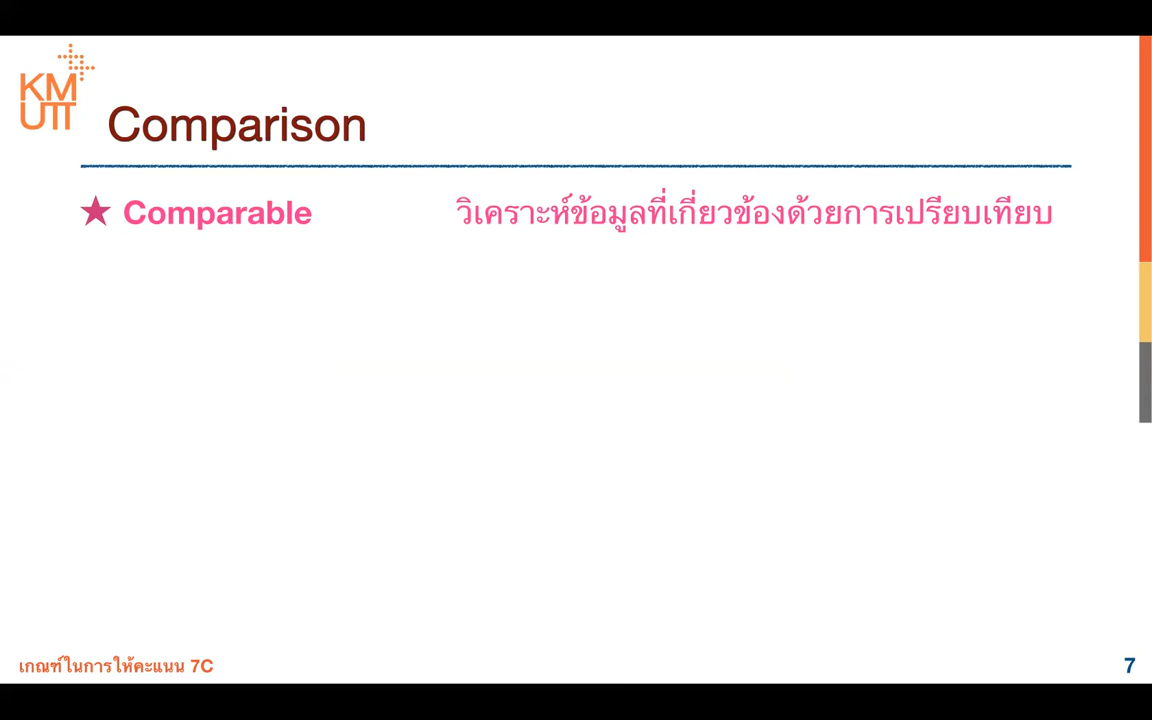 KM
UTT
Comparison
★ Comparable วิเคราะห์ข้อมูลที่เกี่ยวข้องด้วยการเปรียบเทียบ
เกณฑ์ในการให้คะแนน 7C
7